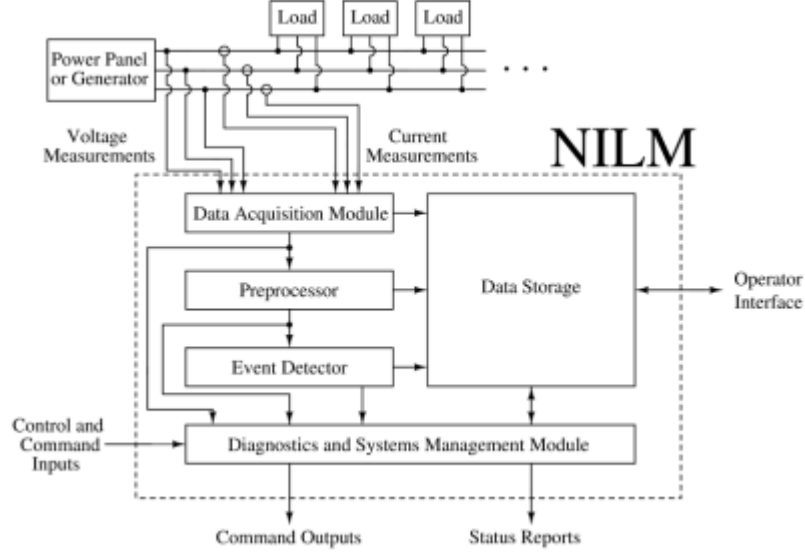 Load
Load
Load
Power Panel
or Generator
. . .
Voltage
Measurements
Current
Measurements
NILM
Data Acquisition Module
Preprocessor
Data Storage
Operator
Interface
Event Detector
Control and
Command
Inputs
Diagnostics and Systems Management Module
Command Outputs
Status Reports